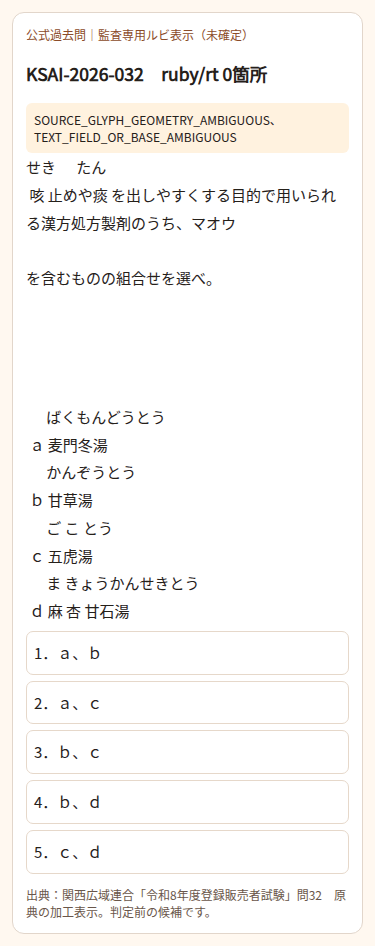 公式過去問｜監査専用ルビ表示（未確定）
KSAI-2026-032　ruby/rt 0箇所
SOURCE_GLYPH_GEOMETRY_AMBIGUOUS、
TEXT_FIELD_OR_BASE_AMBIGUOUS
せき　たん
咳 止めや痰 を出しやすくする目的で用いられ
る漢方処方製剤のうち、マオウ
を含むものの組合せを選べ。
ばくもんどうとう
ａ 麦門冬湯
かんぞうとう
ｂ 甘草湯
ご こ とう
ｃ 五虎湯
ま きょうかんせきとう
ｄ 麻 杏 甘石湯
1．ａ、ｂ
2．ａ、ｃ
3．ｂ、ｃ
4．ｂ、ｄ
5．ｃ、ｄ
出典：関西広域連合「令和8年度登録販売者試験」問32　原
典の加工表示。判定前の候補です。